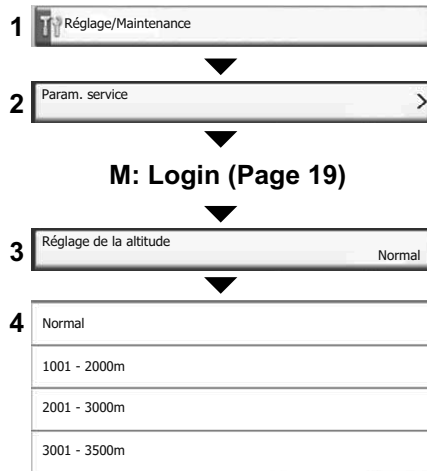 1 Réglage/Maintenance
2 Param. service >
M: Login (Page 19)
3 Réglage de la altitude
Normal
4 Normal
1001 - 2000m
2001 - 3000m
3001 - 3500m